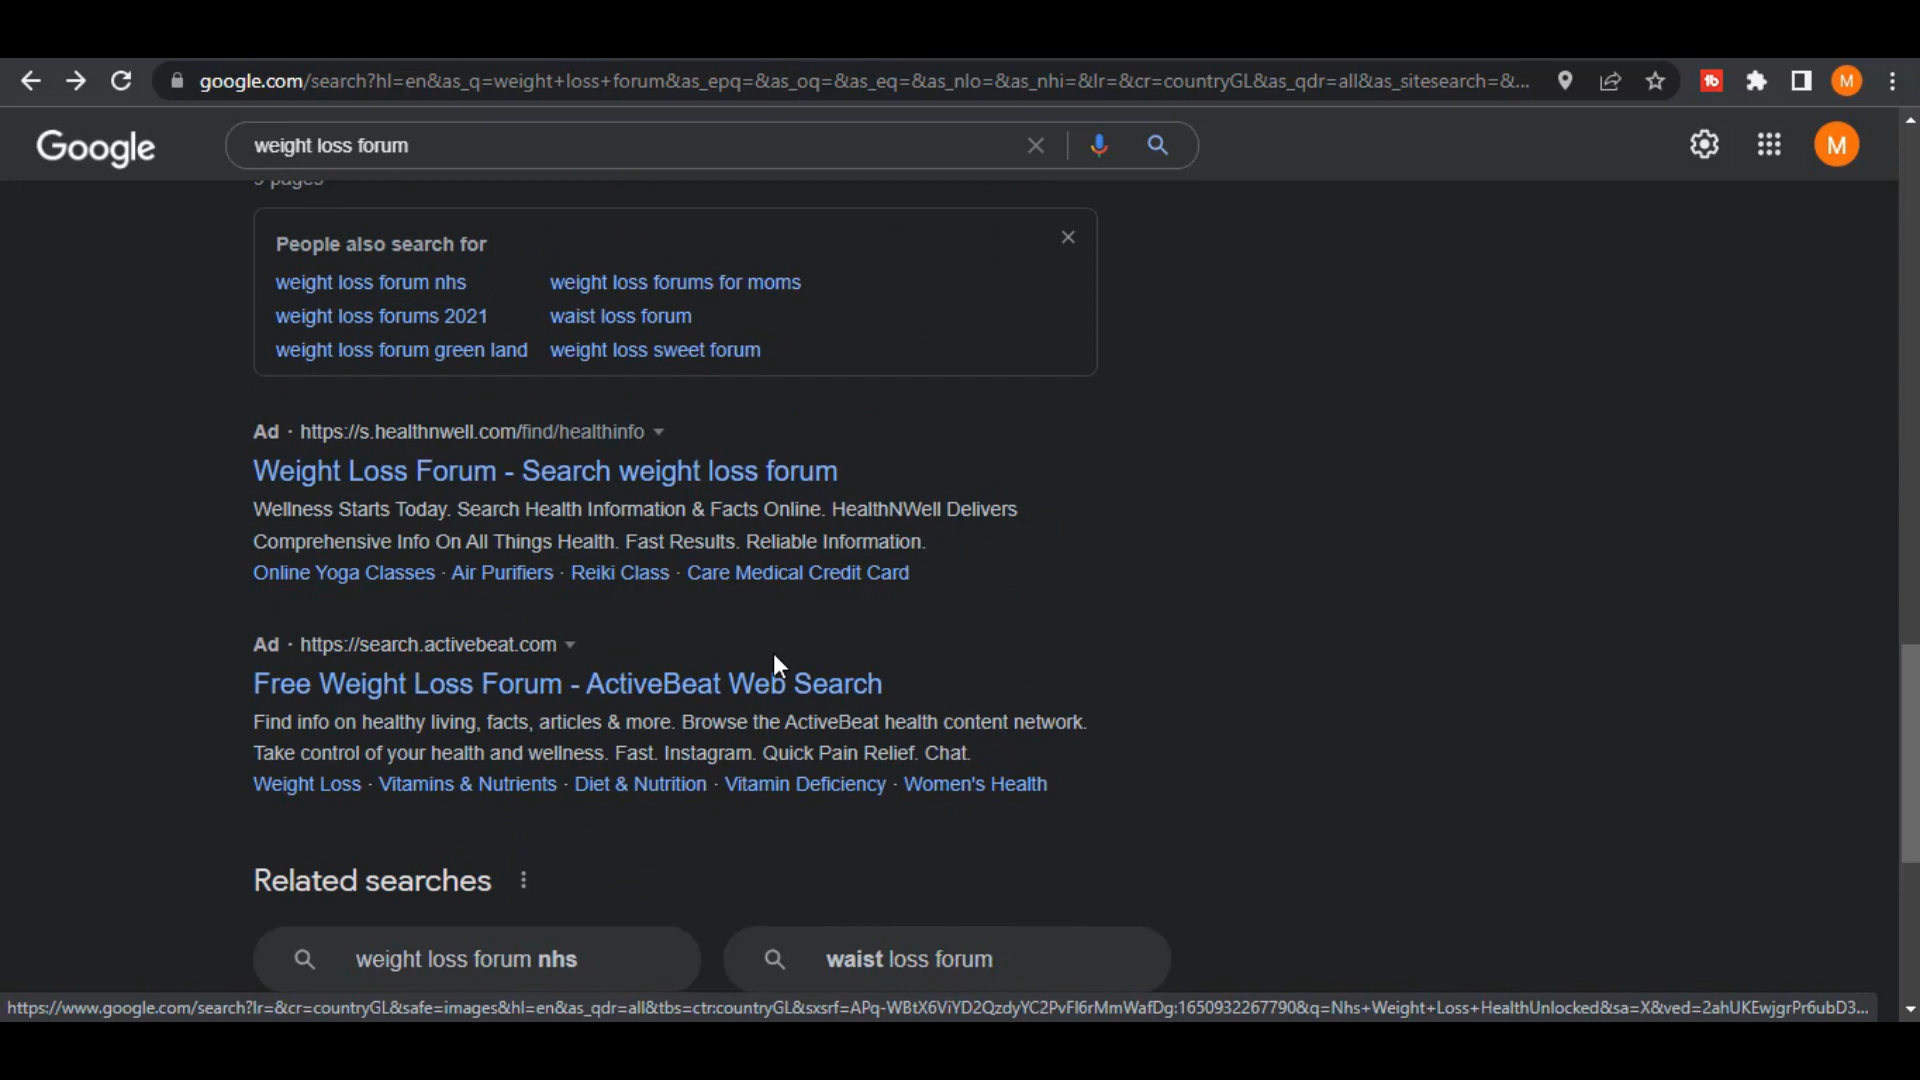 google.com/search?hl=en&as_q=weight+loss+forum&as_epq=&as_oq=&as_eq=&as_nlo=&as_nhi=&lr=&cr=countryGL&as_qdr=all&as_sitesearch=&...
M
Google
weight loss forum
M
9 pages
People also search for
weight loss forum nhs
weight loss forums for moms
weight loss forums 2021
waist loss forum
weight loss forum green land
weight loss sweet forum
Ad · https://s.healthnwell.com/find/healthinfo
Weight Loss Forum - Search weight loss forum
Wellness Starts Today. Search Health Information & Facts Online. HealthNWell Delivers
Comprehensive Info On All Things Health. Fast Results. Reliable Information.
Online Yoga Classes · Air Purifiers · Reiki Class · Care Medical Credit Card
Ad · https://search.activebeat.com
Free Weight Loss Forum - ActiveBeat Web Search
Find info on healthy living, facts, articles & more. Browse the ActiveBeat health content network.
Take control of your health and wellness. Fast. Instagram. Quick Pain Relief. Chat.
Weight Loss · Vitamins & Nutrients · Diet & Nutrition · Vitamin Deficiency · Women's Health
Related searches
weight loss forum nhs
waist loss forum
https://www.google.com/search?lr=&cr=countryGL&safe=images&hl=en&as_qdr=all&tbs=ctr:countryGL&sxsrf=APq-WBtX6ViYD2QzdyYC2PvFl6rMmWafDg:1650932267790&q=Nhs+Weight+Loss+HealthUnlocked&sa=X&ved=2ahUKEwjgrPr6ubD3...